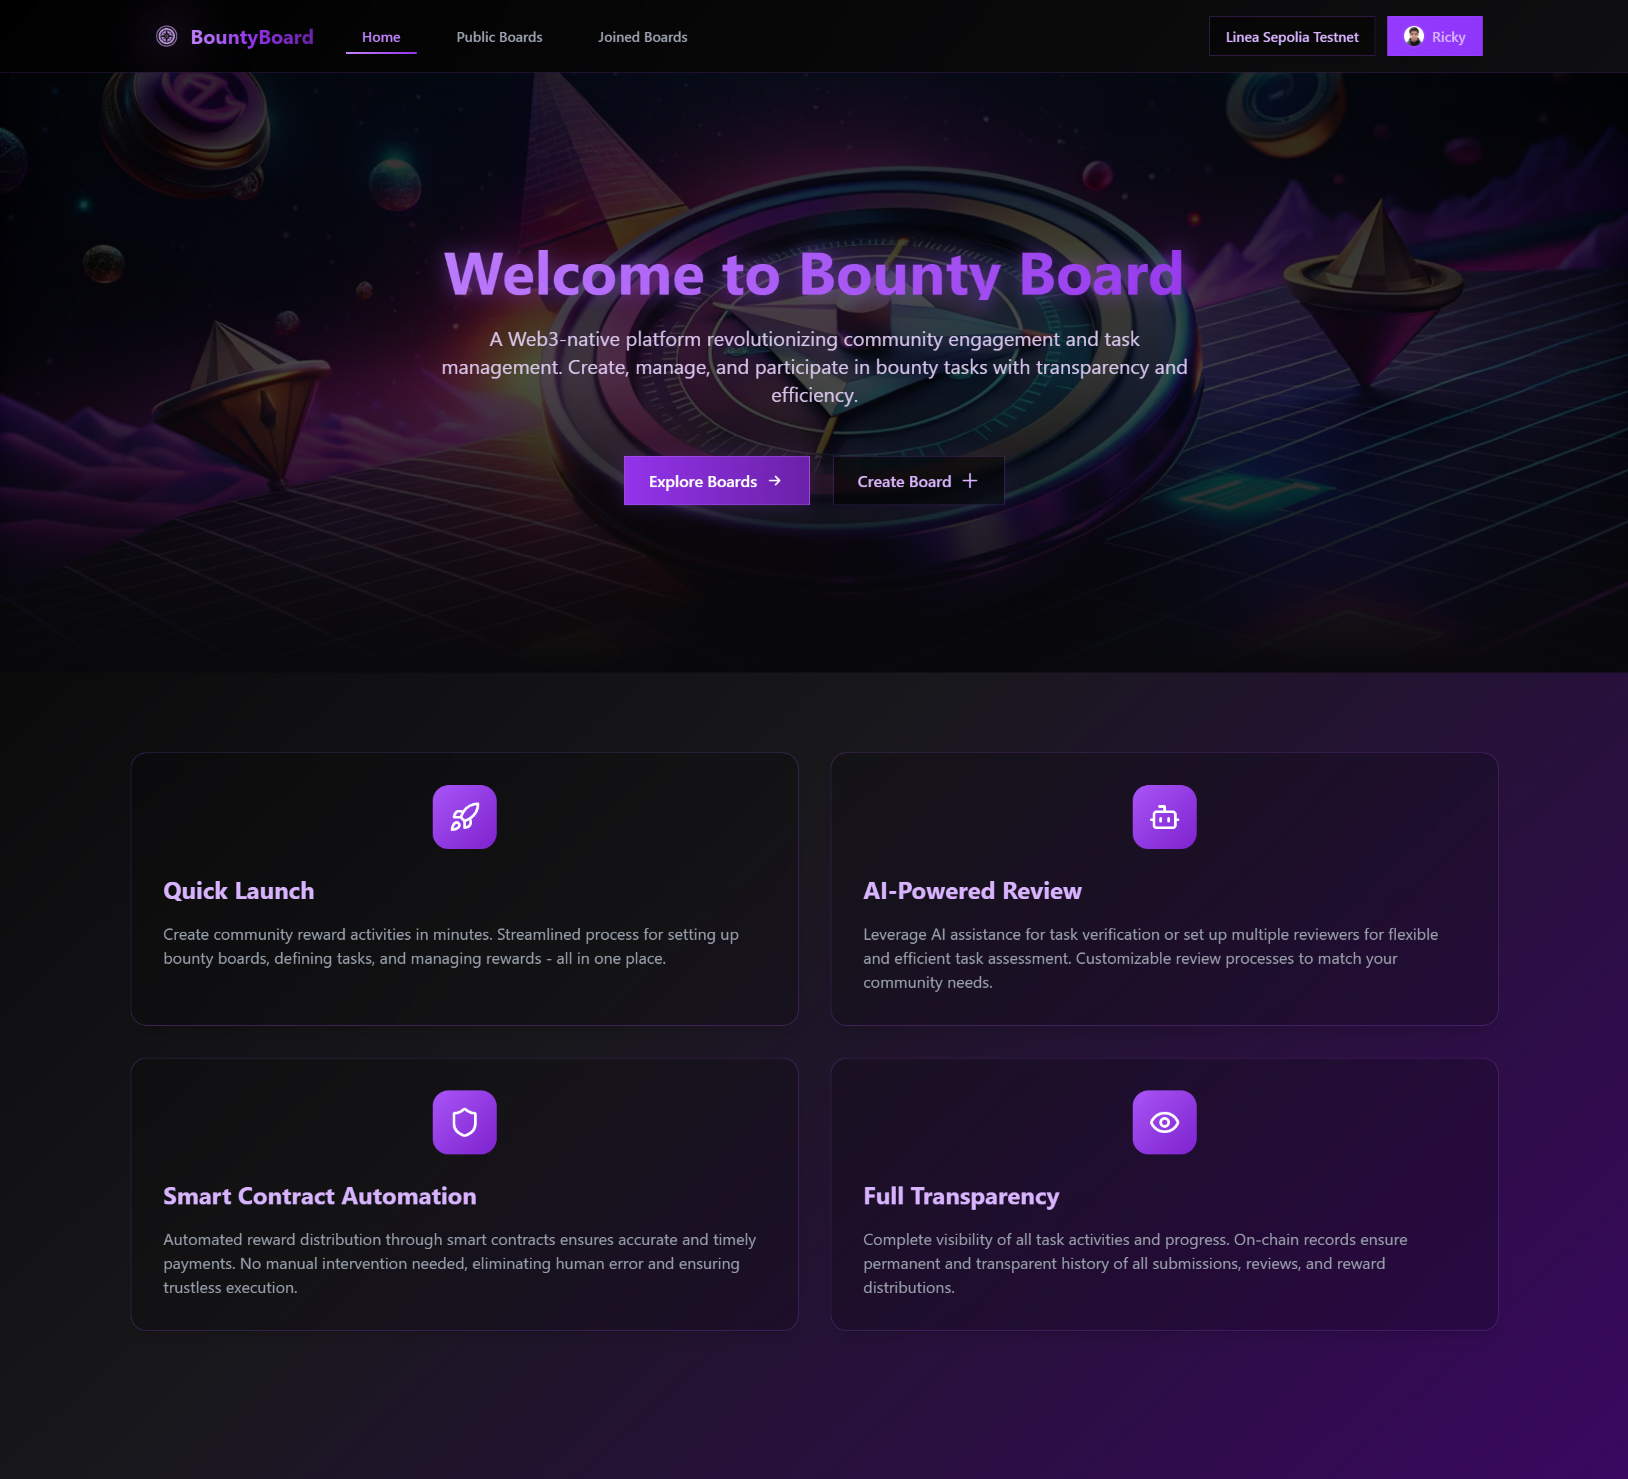 BountyBoard
Home
Public Boards
Joined Boards
Linea Sepolia Testnet
Ricky
Welcome to Bounty Board
A Web3-native platform revolutionizing community engagement and task
management. Create, manage, and participate in bounty tasks with transparency and
efficiency.
Explore Boards
Create Board
Quick Launch
Create community reward activities in minutes. Streamlined process for setting up
bounty boards, defining tasks, and managing rewards - all in one place.
AI-Powered Review
Leverage AI assistance for task verification or set up multiple reviewers for flexible
and efficient task assessment. Customizable review processes to match your
community needs.
Smart Contract Automation
Automated reward distribution through smart contracts ensures accurate and timely
payments. No manual intervention needed, eliminating human error and ensuring
trustless execution.
Full Transparency
Complete visibility of all task activities and progress. On-chain records ensure
permanent and transparent history of all submissions, reviews, and reward
distributions.